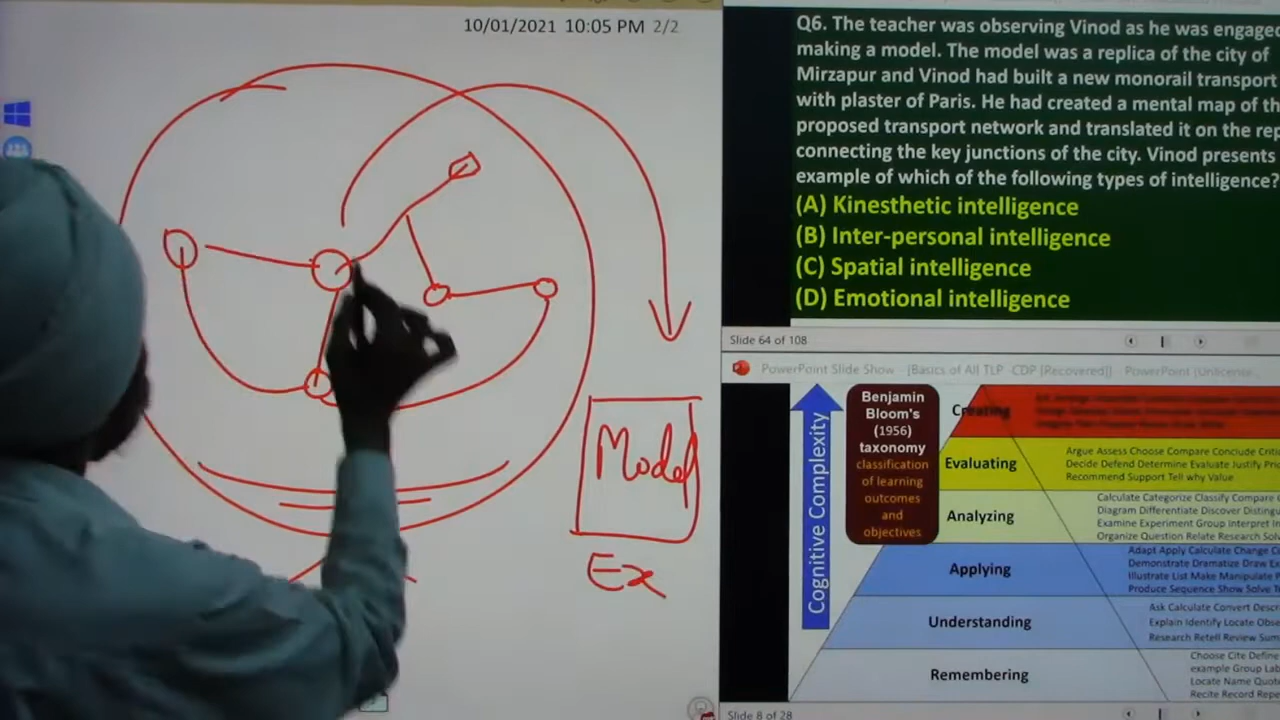 10/01/2021 10:05 PM 2/2
Model
Ex
Q6. The teacher was observing Vinod as he was engaged
making a model. The model was a replica of the city of
Mirzapur and Vinod had built a new monorail transport
with plaster of Paris. He had created a mental map of th
proposed transport network and translated it on the rep
connecting the key junctions of the city. Vinod presents
example of which of the following types of intelligence?
(A) Kinesthetic intelligence
(B) Inter-personal intelligence
(C) Spatial intelligence
(D) Emotional intelligence
Slide 64 of 108
PowerPoint Slide Show - [Basics of All TLP CDP [Recovered]] - PowerPoint (Unlicense
Cognitive Complexity
Benjamin
Bloom's
(1956)
taxonomy
classification
of learning
outcomes
and
objectives
Creating
Evaluating
Argue Assess Choose Compare Conclude Criti
Decide Defend Determine Evaluate Justify Pri
Recommend Support Tell why Value
Analyzing
Calculate Categorize Classify Compare
Diagram Differentiate Discover Disting
Examine Experiment Group Interpret In
Organize Question Relate Research Solv
Applying
Adapt Apply Calculate Change C
Demonstrate Dramatize Draw Ex
Illustrate List Make Manipulate
Produce Sequence Show Solve
Understanding
Ask Calculate Convert Descr
Explain Identify Locate Obse
Research Retell Review Sum
Remembering
Choose Cite Define
example Group Lab
Locate Name Quot
Recite Record Repe
Slide 8 of 28